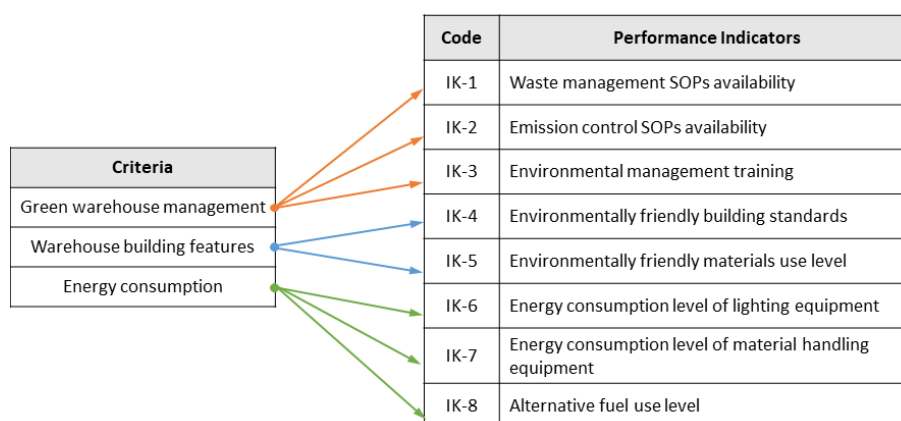 Criteria
Green warehouse management
Warehouse building features
Energy consumption
Code Performance Indicators
IK-1 Waste management SOPs availability
IK-2 Emission control SOPs availability
IK-3 Environmental management training
IK-4 Environmentally friendly building standards
IK-5 Environmentally friendly materials use level
IK-6 Energy consumption level of lighting equipment
IK-7 Energy consumption level of material handling
equipment
IK-8 Alternative fuel use level